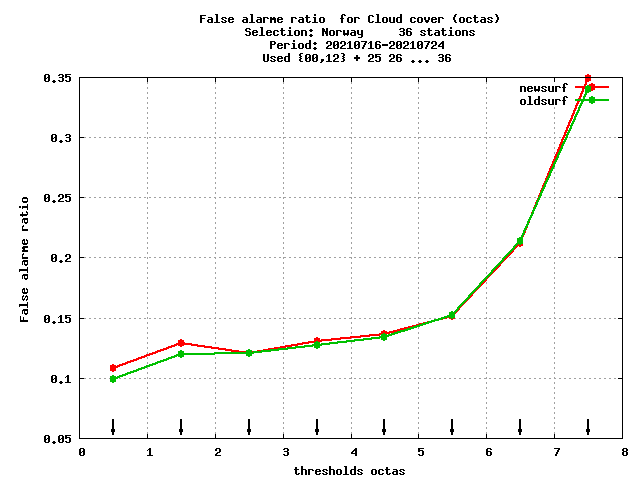 False alarme ratio  for Cloud cover (octas)
Selection: Norway     36 stations
Period: 20210716-20210724
Used {00,12} + 25 26 ... 36
newsurf
oldsurf
0.35
0.3
0.25
0.2
0.15
0.1
0.05
False alarme ratio
0 1 2 3 4 5 6 7 8
thresholds octas